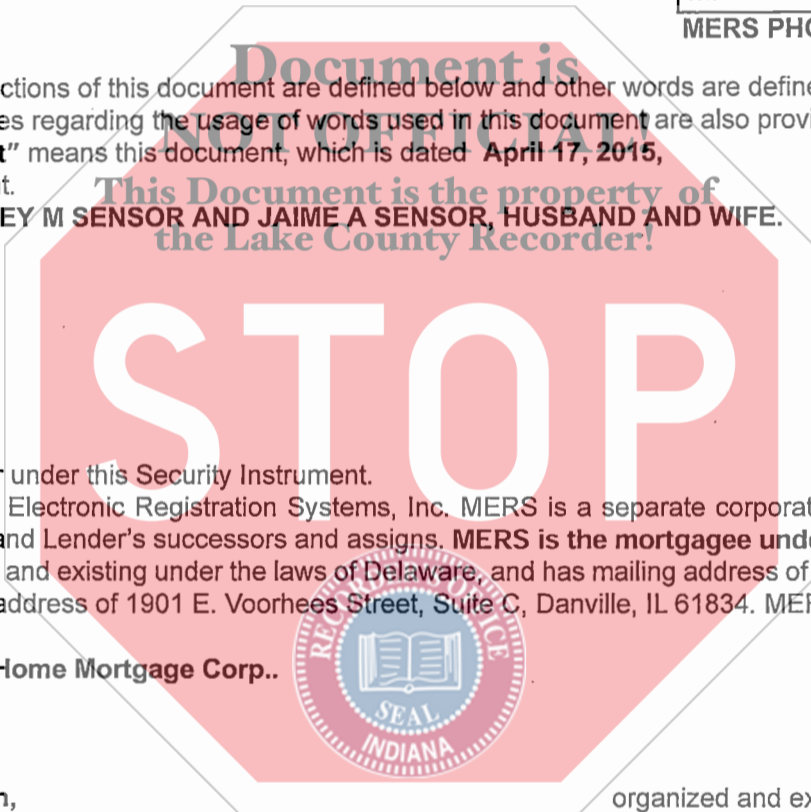 MERS PHO
Document is
ctions of this document are defined below and other words are define
es regarding the usage of words used in this document are also provi
NOT OFFICIAL!
t" means this document, which is dated April 17, 2015,
t.
This Document is the property of
EY M SENSOR AND JAIME A SENSOR, HUSBAND AND WIFE.
the Lake County Recorder!
STOP
r under this Security Instrument.
Electronic Registration Systems, Inc. MERS is a separate corporat
and Lender's successors and assigns. MERS is the mortgagee unde
and existing under the laws of Delaware, and has mailing address of
address of 1901 E. Voorhees Street, Suite C, Danville, IL 61834. MER
RECORDER'S OFFICE
Home Mortgage Corp..
SEAL
INDIANA
n,
organized and ex